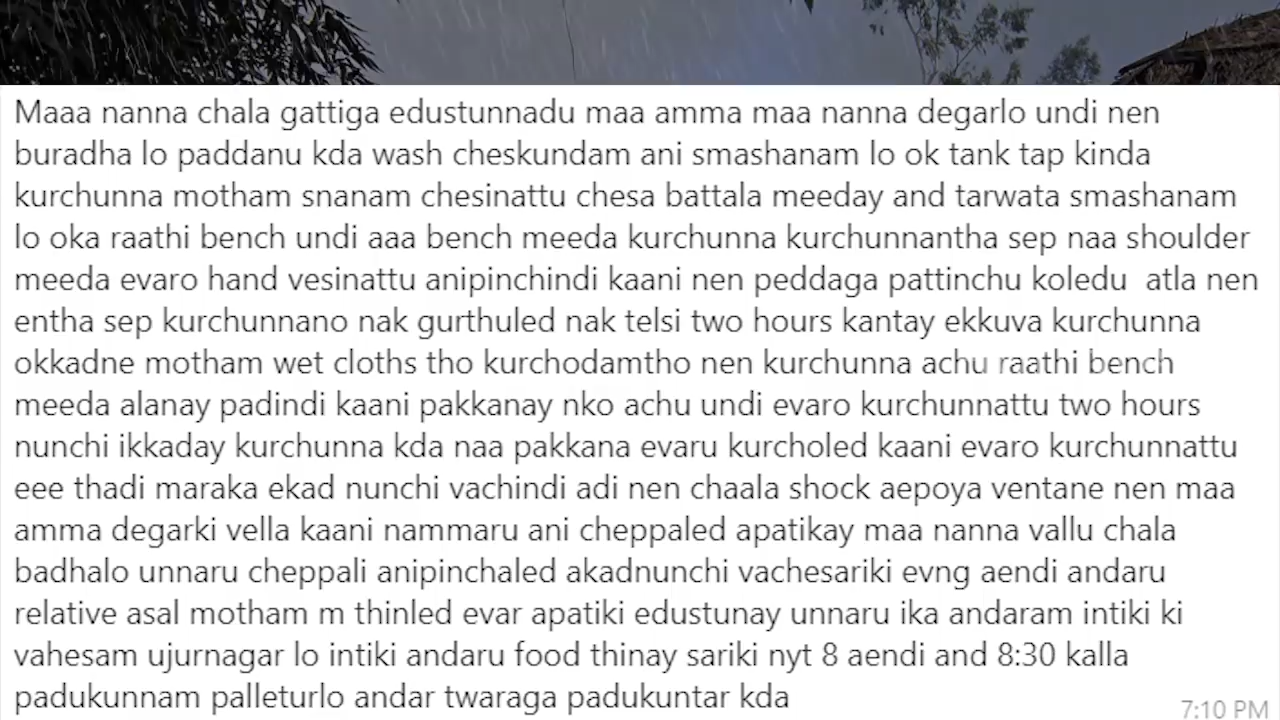 Maaa nanna chala gattiga edustunnadu maa amma maa nanna degarlo undi nen
buradha lo paddanu kda wash cheskundam ani smashanam lo ok tank tap kinda
kurchunna motham snanam chesinattu chesa battala meeday and tarwata smashanam
lo oka raathi bench undi aaa bench meeda kurchunna kurchunnantha sep naa shoulder
meeda evaro hand vesinattu anipinchindi kaani nen peddaga pattinchu koledu  atla nen
entha sep kurchunnano nak gurthuled nak telsi two hours kantay ekkuva kurchunna
okkadne motham wet cloths tho kurchodamtho nen kurchunna achu raathi bench
meeda alanay padindi kaani pakkanay nko achu undi evaro kurchunnattu two hours
nunchi ikkaday kurchunna kda naa pakkana evaru kurcholed kaani evaro kurchunnattu
eee thadi maraka ekad nunchi vachindi adi nen chaala shock aepoya ventane nen maa
amma degarki vella kaani nammaru ani cheppaled apatikay maa nanna vallu chala
badhalo unnaru cheppali anipinchaled akadnunchi vachesariki evng aendi andaru
relative asal motham m thinled evar apatiki edustunay unnaru ika andaram intiki ki
vahesam ujurnagar lo intiki andaru food thinay sariki nyt 8 aendi and 8:30 kalla
padukunnam palleturlo andar twaraga padukuntar kda
7:10 PM